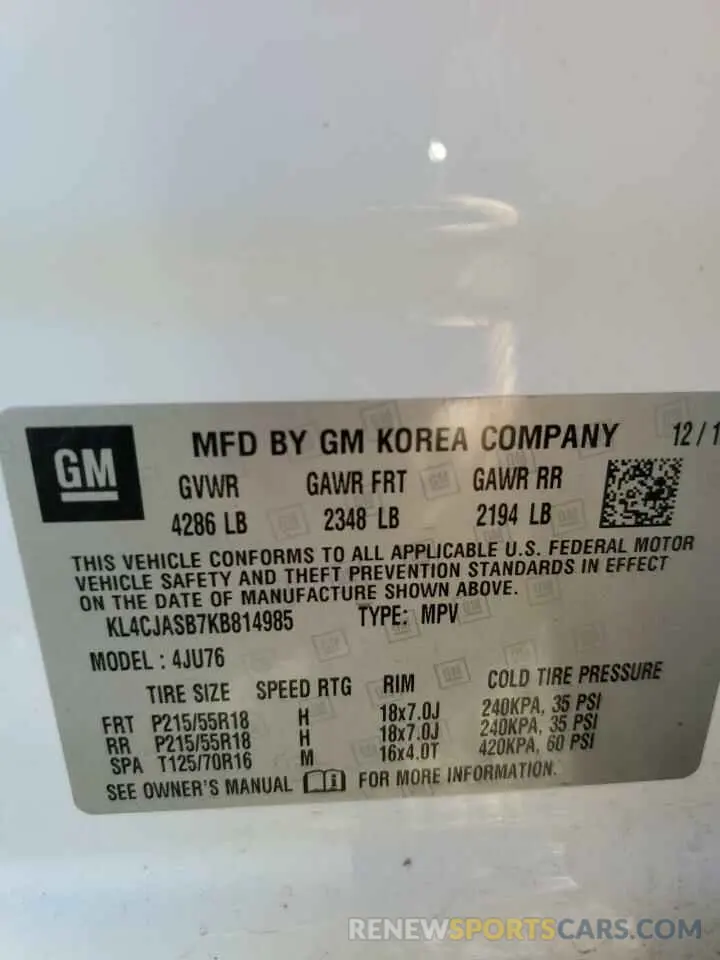 GM
MFD BY GM KOREA COMPANY 12/1
GVWR GAWR FRT GAWR RR
4286 LB 2348 LB 2194 LB
THIS VEHICLE CONFORMS TO ALL APPLICABLE U.S. FEDERAL MOTOR
VEHICLE SAFETY AND THEFT PREVENTION STANDARDS IN EFFECT
ON THE DATE OF MANUFACTURE SHOWN ABOVE.
KL4CJASB7KB814985 TYPE: MPV
MODEL : 4JU76
TIRE SIZE SPEED RTG RIM COLD TIRE PRESSURE
FRT P215/55R18 H 18x7.0J 240KPA, 35 PSI
RR P215/55R18 H 18x7.0J 240KPA, 35 PSI
SPA T125/70R16 M 16x4.0T 420KPA, 60 PSI
SEE OWNER'S MANUAL FOR MORE INFORMATION.
RENEWSPORTSCARS.COM